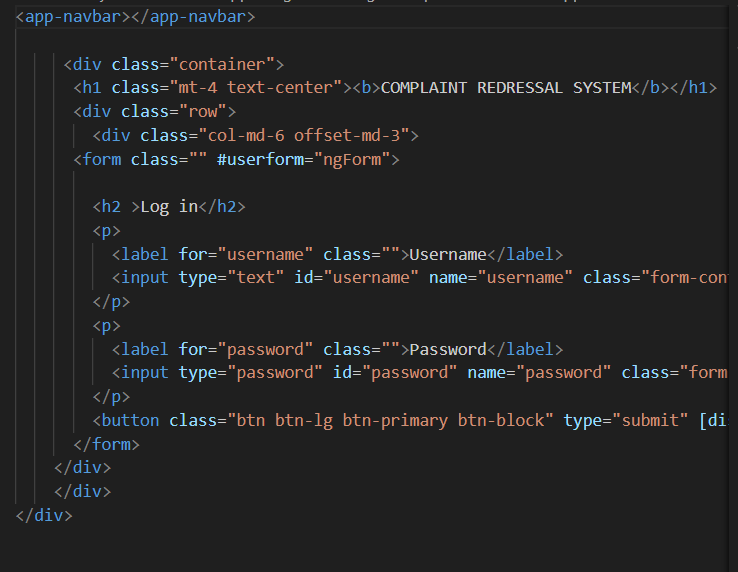 <app-navbar></app-navbar>
<div class="container">
<h1 class="mt-4 text-center"><b>COMPLAINT REDRESSAL SYSTEM</b></h1>
<div class="row">
<div class="col-md-6 offset-md-3">
<form class="" #userform="ngForm">
<h2 >Log in</h2>
<p>
<label for="username" class="">Username</label>
<input type="text" id="username" name="username" class="form-con
</p>
<p>
<label for="password" class="">Password</label>
<input type="password" id="password" name="password" class="form
</p>
<button class="btn btn-lg btn-primary btn-block" type="submit" [di
</form>
</div>
</div>
</div>